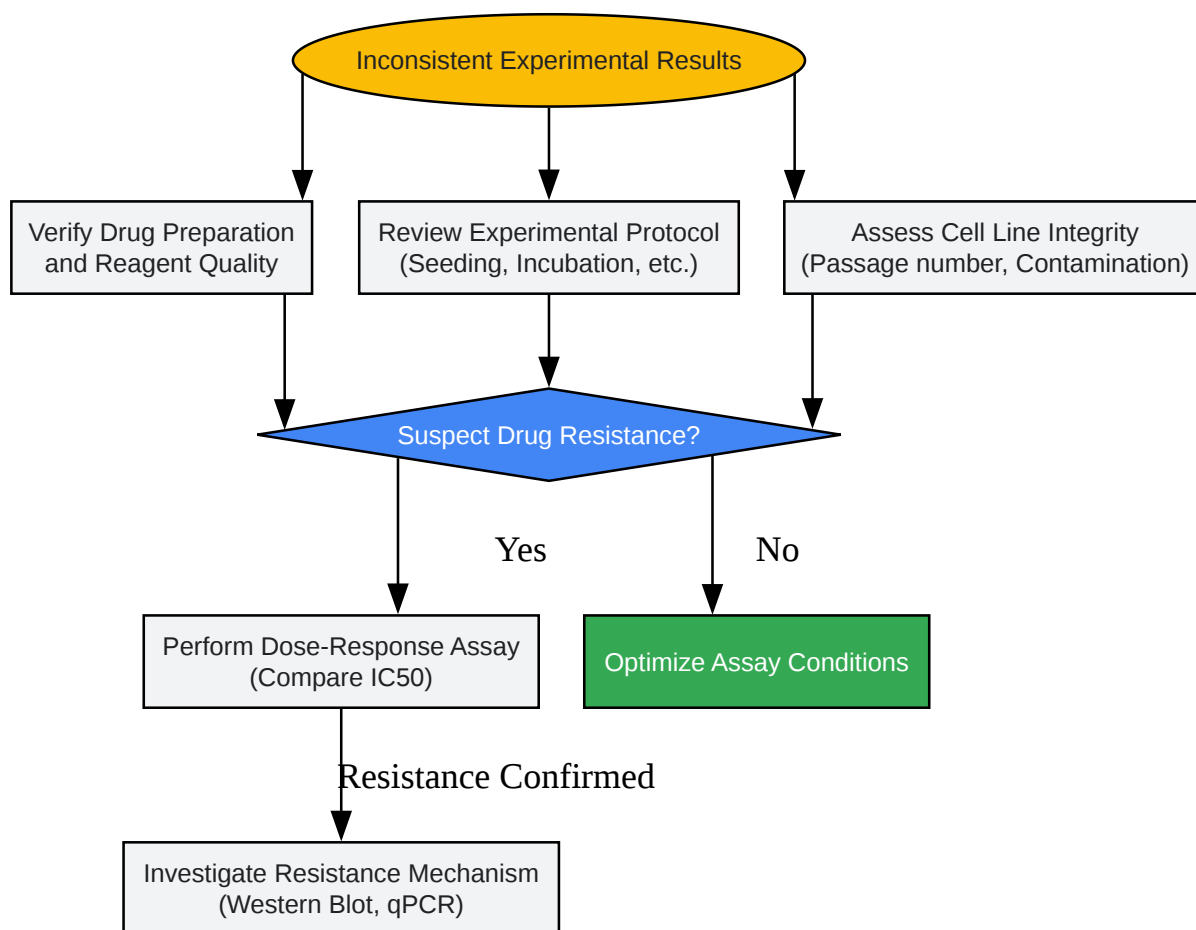 Inconsistent Experimental Results
Verify Drug Preparation
and Reagent Quality
Review Experimental Protocol
(Seeding, Incubation, etc.)
Assess Cell Line Integrity
(Passage number, Contamination)
Suspect Drug Resistance?
Yes
No
Perform Dose-Response Assay
(Compare IC50)
Optimize Assay Conditions
Resistance Confirmed
Investigate Resistance Mechanism
(Western Blot, qPCR)